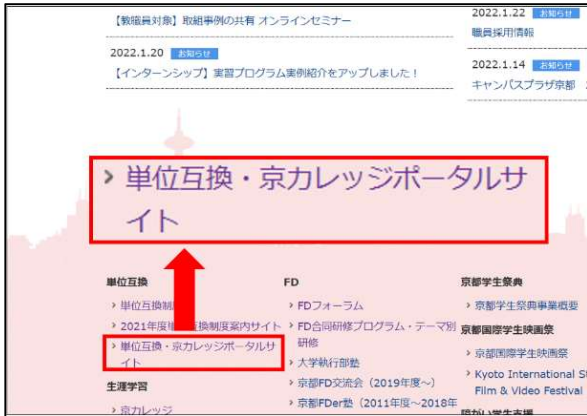 【教職員対象】取組事例の共有 オンラインセミナー
2022.1.20 お知らせ
【インターンシップ】実習プログラム実例紹介をアップしました！
2022.1.22 お知らせ
職員採用情報
2022.1.14 お知らせ
キャンパスプラザ京都
› 単位互換・京カレッジポータルサ
イト
単位互換
› 単位互換制
› 2021年度単 互換制度案内サイト
› 単位互換・京カレッジポータルサ
イト
生涯学習
› 京カレッジ
FD
› FDフォーラム
› FD合同研修プログラム・テーマ別
研修
› 大学執行部塾
› 京都FD交流会（2019年度～）
› 京都FDer塾（2011年度～2018年
京都学生祭典
› 京都学生祭典事業概要
京都国際学生映画祭
› 京都国際学生映画祭
› Kyoto International St
Film & Video Festival
障がい学生支援